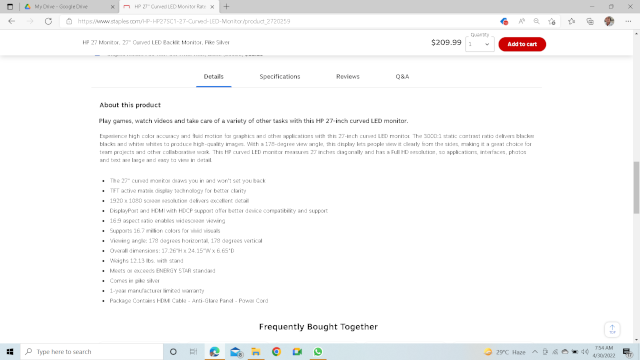 My Drive - Google Drive
HP 27" Curved LED Monitor Rati
https://www.staples.com/HP-HP27SC1-27-Curved-LED-Monitor/product_2720259
HP 27 Monitor, 27" Curved LED Backlit Monitor, Pike Silver
$209.99
Quantity
1
Add to cart
Details
Specifications
Reviews
Q&A
About this product
Play games, watch videos and take care of a variety of other tasks with this HP 27-inch curved LED monitor.
Experience high color accuracy and fluid motion for graphics and other applications with this 27-inch curved LED monitor. The 3000:1 static contrast ratio delivers blacker
blacks and whiter whites to produce high-quality images. With a 178-degree view angle, this display lets people view it clearly from the sides, making it a great choice for
team projects and other collaborative work. This HP curved LED monitor measures 27 inches diagonally and has a Full HD resolution, so applications, interfaces, photos
and text are large and easy to view in detail.
• The 27" curved monitor draws you in and won't set you back
• TFT active matrix display technology for better clarity
• 1920 x 1080 screen resolution delivers excellent detail
• DisplayPort and HDMI with HDCP support offer better device compatibility and support
• 16:9 aspect ratio enables widescreen viewing
• Supports 16.7 million colors for vivid visuals
• Viewing angle: 178 degrees horizontal, 178 degrees vertical
• Overall dimensions: 17.26"H x 24.15"W x 6.65"D
• Weighs 12.13 lbs. with stand
• Meets or exceeds ENERGY STAR standard
• Comes in pike silver
• 1-year manufacturer limited warranty
• Package Contains:HDMI Cable - Anti-Glare Panel - Power Cord
Frequently Bought Together
Type here to search
29°C Haze
7:54 AM
4/30/2022